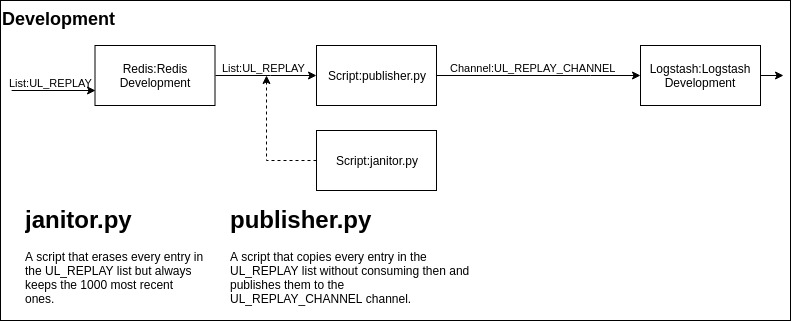 Development
List:UL_REPLAY
Redis:Redis
Development
List:UL_REPLAY
Script:publisher.py
Channel:UL_REPLAY_CHANNEL
Logstash:Logstash
Development
Script:janitor.py
janitor.py
A script that erases every entry in
the UL_REPLAY list but always
keeps the 1000 most recent
ones.
publisher.py
A script that copies every entry in the
UL_REPLAY list without consuming then and
publishes them to the
UL_REPLAY_CHANNEL channel.